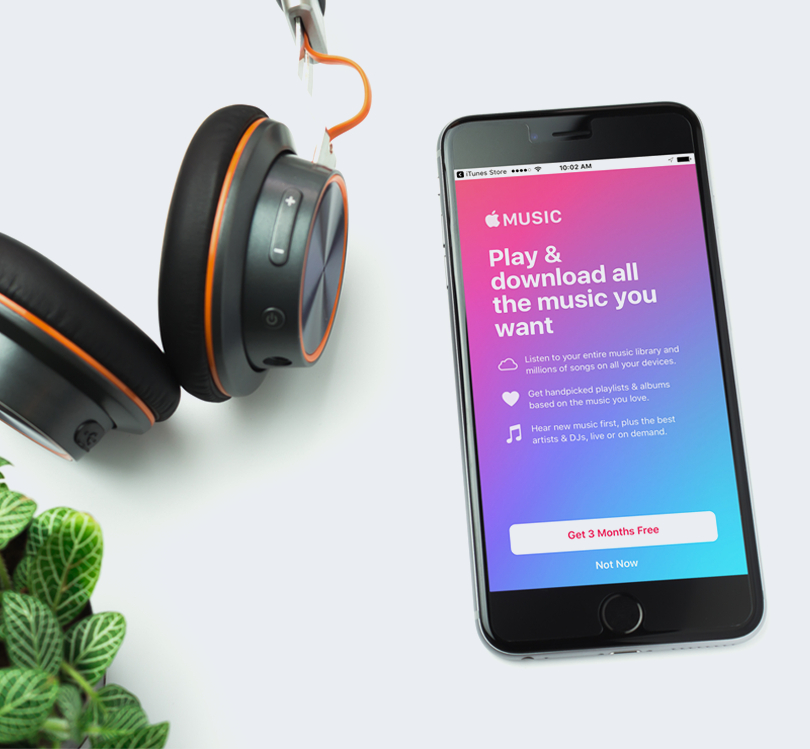 iTunes Store
10:02 AM
MUSIC
Play &
download all
the music you
want
Listen to your entire music library and
millions of songs on all your devices.
Get handpicked playlists & albums
based on the music you love.
Hear new music first, plus the best
artists & DJs, live or on demand.
Get 3 Months Free
Not Now